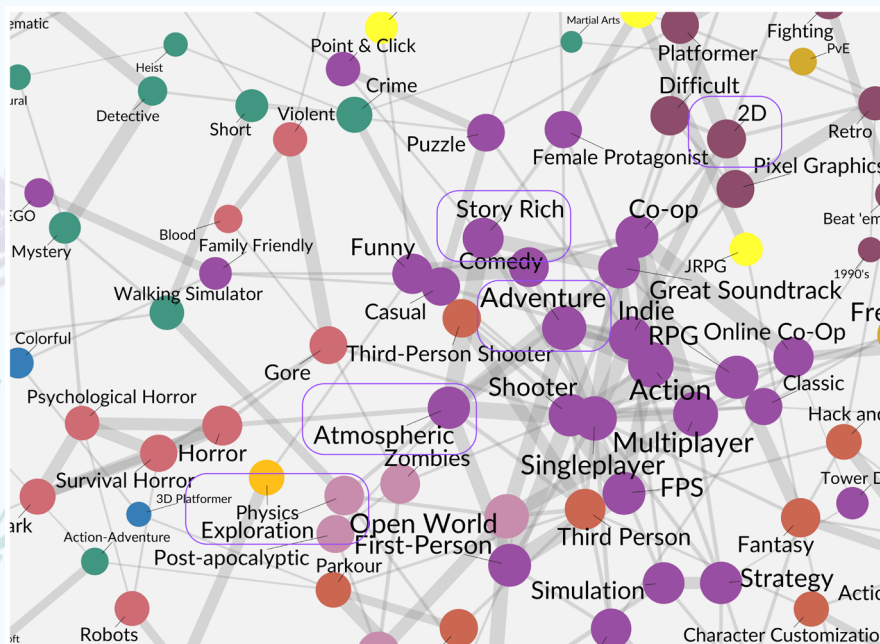 ematic
Martial Arts
Fighting
Point & Click
Platformer
PvE
Heist
Crime
Difficult
ural
Detective
Violent
2D
Short
Puzzle
Retro
Female Protagonist
Pixel Graphics
EGO
Story Rich
Co-op
Beat 'em
Blood
Family Friendly
Funny
Mystery
Comedy
JRPG
1990's
Walking Simulator
Great Soundtrack
Casual
Adventure
Indie
Fre
Colorful
RPG
Online Co-Op
Third-Person Shooter
Gore
Shooter
Action
Classic
Psychological Horror
Hack and
Atmospheric
Multiplayer
Horror
Zombies
Singleplayer
Survival Horror
Tower D
3D Platformer
FPS
ark
Physics
Exploration
Open World
Action-Adventure
Third Person
First-Person
Fantasy
Post-apocalyptic
Parkour
Simulation
Strategy
Actio
Robots
Character Customizatio
oft